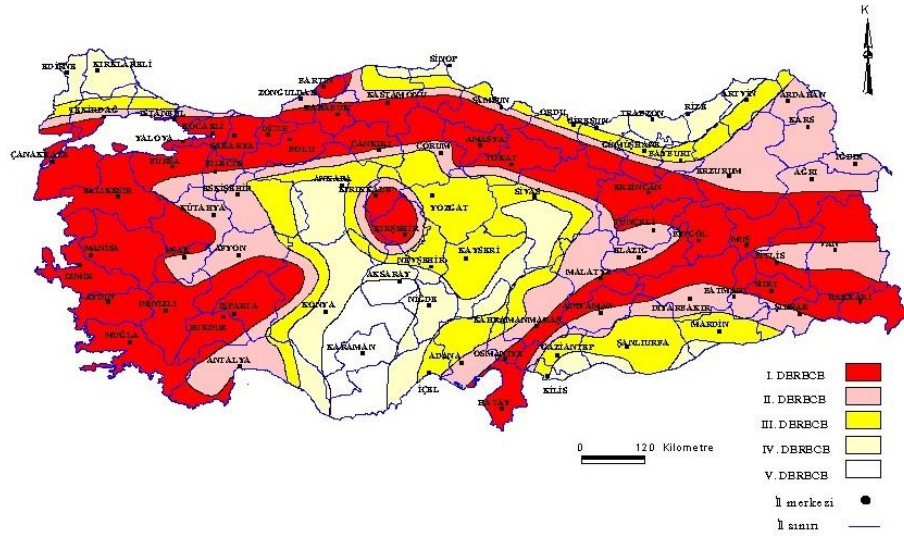 K
SİNOP
EDİRNE
KIRKLARELİ
BARTIN
ZONGULDAK
KASTAMONU
KARABÜK
SAMSUN
ARTVİN
ARDAHAN
TEKİRDAĞ
İSTANBUL
ORDU
GİRESUN
TRABZON
RİZE
KARS
KOCAELİ
SAKARYA
DÜZCE
YALOVA
BOLU
ÇANKIRI
ÇORUM
AMASYA
TOKAT
GÜMÜŞHANE
BAYBURT
IĞDIR
ÇANAKKALE
BURSA
BİLECİK
ERZURUM
AĞRI
ESKİŞEHİR
ANKARA
KIRIKKALE
SİVAS
ERZİNCAN
BALIKESİR
KÜTAHYA
YOZGAT
TUNCELİ
BİNGÖL
MUŞ
MANİSA
UŞAK
AFYON
KIRŞEHİR
KAYSERİ
ELAZIĞ
BİTLİS
VAN
İZMİR
NEVŞEHİR
AKSARAY
MALATYA
SİİRT
AYDIN
DENİZLİ
ISPARTA
KONYA
NİĞDE
ADIYAMAN
DİYARBAKIR
BATMAN
ŞIRNAK
HAKKARİ
BURDUR
KAHRAMANMARAŞ
MARDİN
MUĞLA
KARAMAN
ADANA
OSMANİYE
GAZİANTEP
ŞANLIURFA
ANTALYA
İÇEL
KİLİS
HATAY
I. DERECE
II. DERECE
III. DERECE
IV. DERECE
V. DERECE
0 120 Kilometre
İl merkezi
İl sınırı